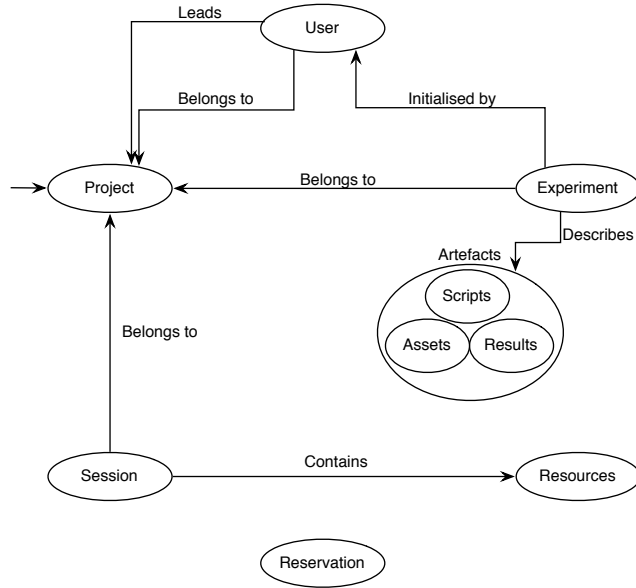 Leads
User
Belongs to
Initialised by
Project
Belongs to
Experiment
Describes
Artefacts
Scripts
Assets
Results
Belongs to
Session
Contains
Resources
Reservation